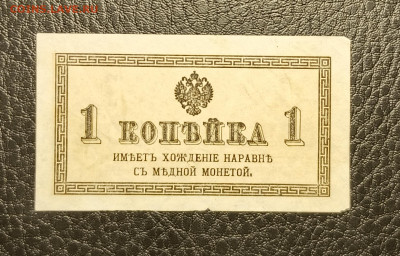 1 КОПѢЙКА 1
ИМѢЕТЪ ХОЖДЕНІЕ НАРАВНѢ
СЪ МѢДНОЙ МОНЕТОЙ.